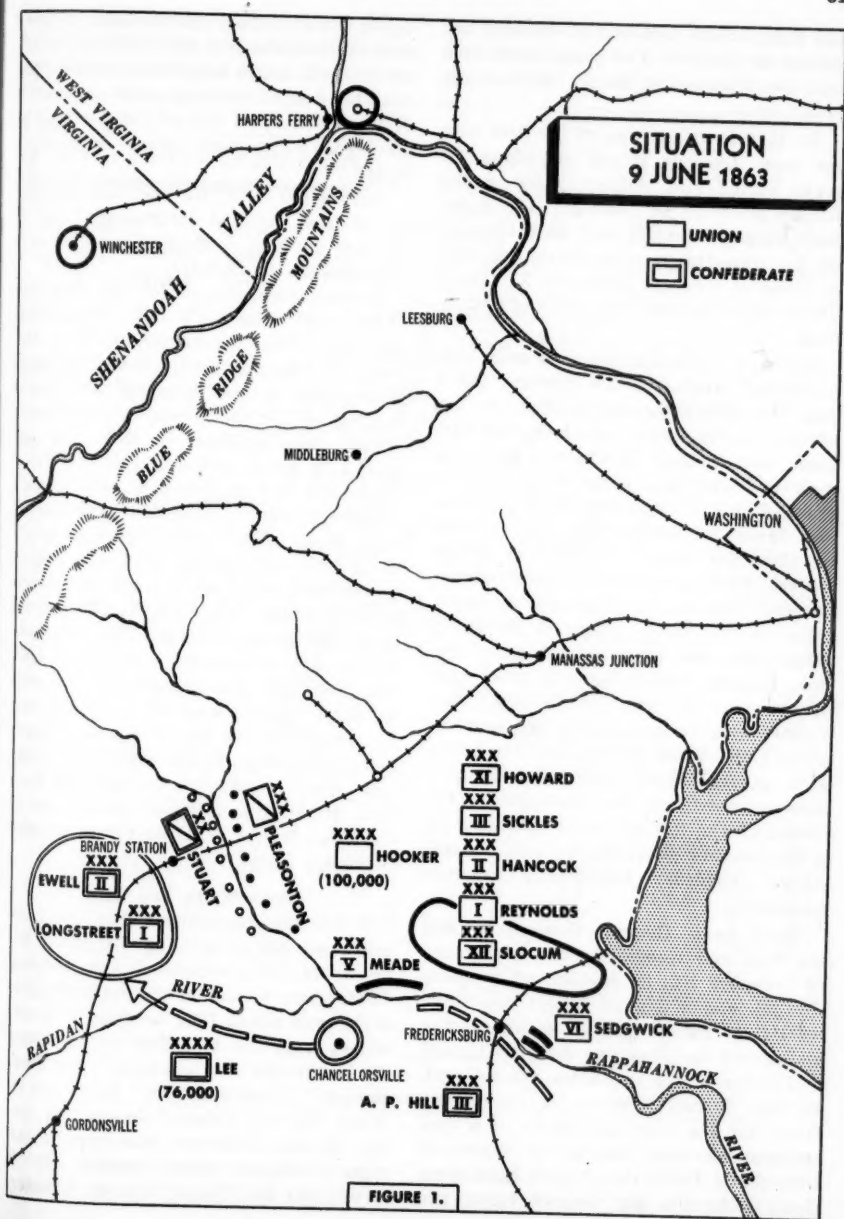 SITUATION
9 JUNE 1863
UNION
CONFEDERATE
WEST VIRGINIA
VIRGINIA
HARPERS FERRY
WINCHESTER
SHENANDOAH
VALLEY
BLUE
RIDGE
MOUNTAINS
LEESBURG
MIDDLEBURG
WASHINGTON
MANASSAS JUNCTION
XXX
XI HOWARD
XXX
III SICKLES
XXX
II HANCOCK
XXX
I REYNOLDS
XXX
XII SLOCUM
XXXX
HOOKER
(100,000)
XXX
PLEASONTON
XX
STUART
BRANDY STATION
XXX
EWELL II
XXX
LONGSTREET I
XXX
V MEADE
RAPIDAN
RIVER
FREDERICKSBURG
XXX
VI SEDGWICK
RAPPAHANNOCK
RIVER
XXXX
LEE
(76,000)
CHANCELLORSVILLE
XXX
A. P. HILL III
GORDONSVILLE
FIGURE 1.